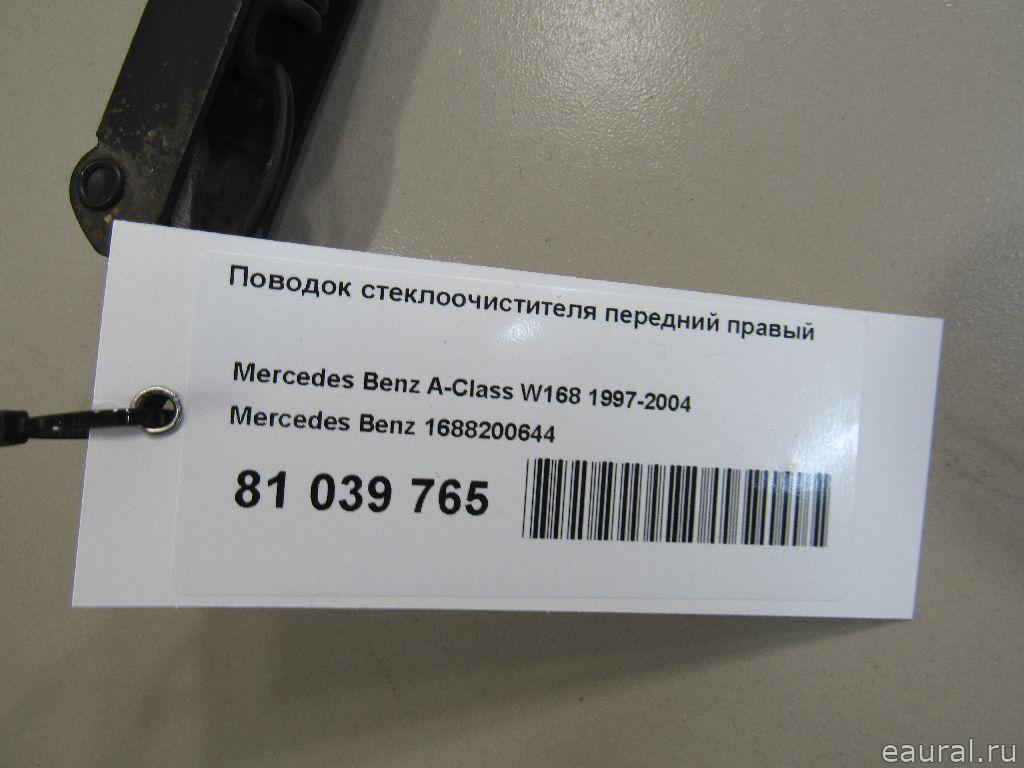 Поводок стеклоочистителя передний правый
Mercedes Benz A-Class W168 1997-2004
Mercedes Benz 1688200644
81 039 765
eaural.ru